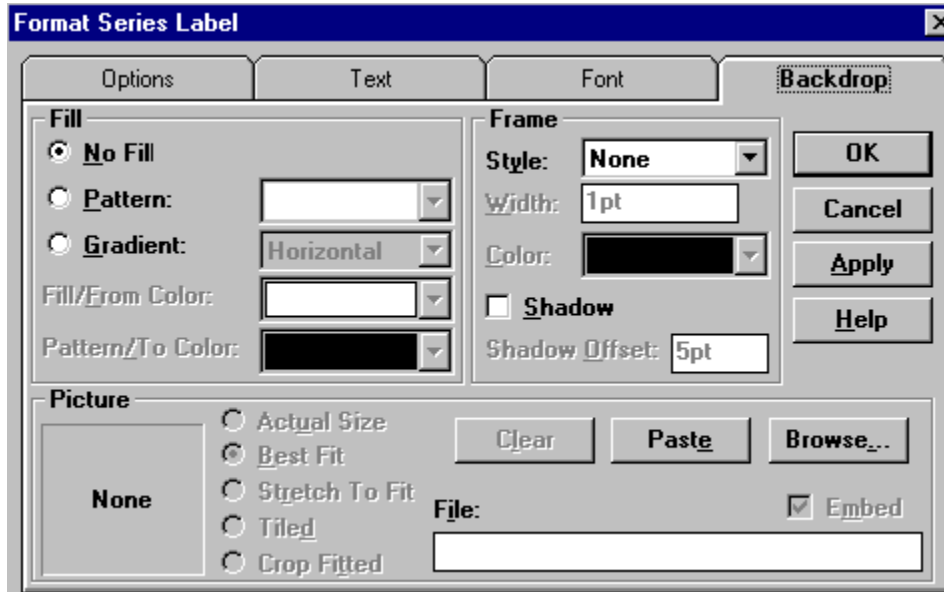 Format Series Label
Options Text Font Backdrop
Fill
No Fill
Pattern:
Gradient: Horizontal
Fill/From Color:
Pattern/To Color:
Frame
Style: None
Width: 1pt
Color:
Shadow
Shadow Offset: 5pt
OK
Cancel
Apply
Help
Picture
None
Actual Size
Best Fit
Stretch To Fit
Tiled
Crop Fitted
Clear Paste Browse...
File: Embed